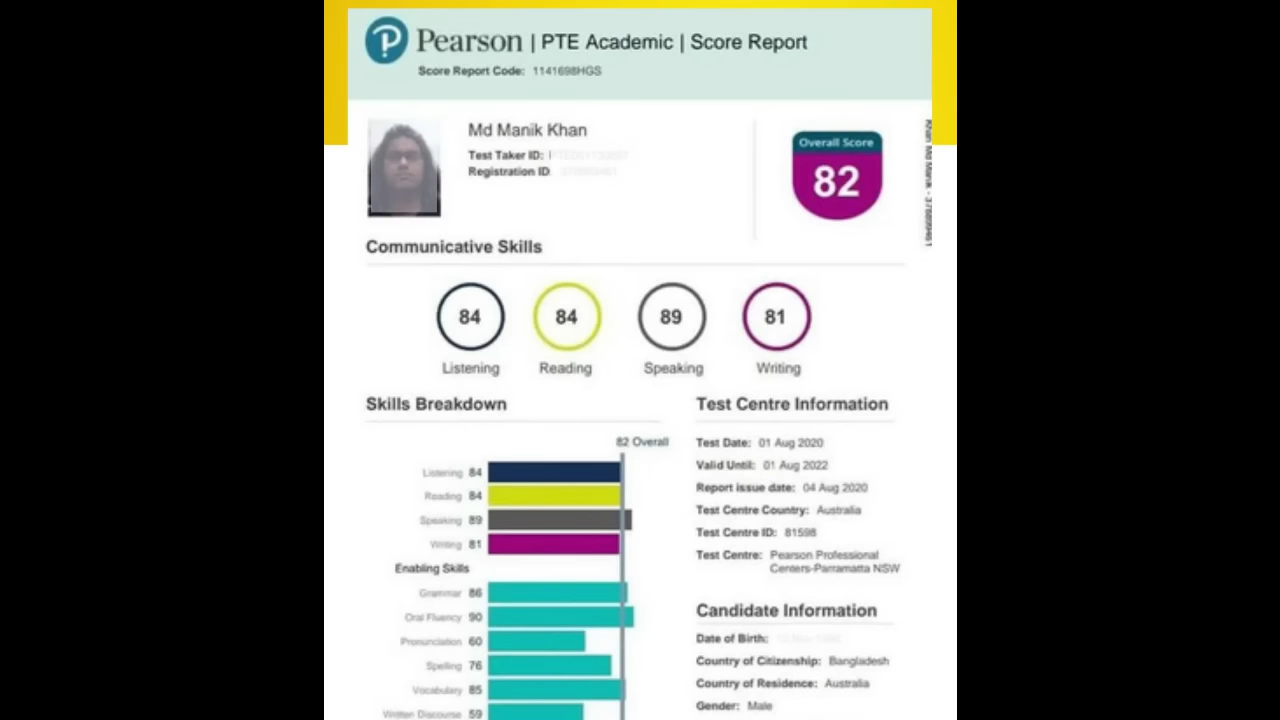 Pearson | PTE Academic | Score Report
Score Report Code: 1141698HGS
Md Manik Khan
Test Taker ID:
Registration ID
Overall Score
82
Khan Md Manik -
Communicative Skills
84 84 89 81
Listening Reading Speaking Writing
Skills Breakdown
82 Overall
Listening 84
Reading 84
Speaking 89
Writing 81
Enabling Skills
Grammar 86
Oral Fluency 90
Pronunciation 60
Spelling 76
Vocabulary 85
Written Discourse 59
Test Centre Information
Test Date: 01 Aug 2020
Valid Until: 01 Aug 2022
Report issue date: 04 Aug 2020
Test Centre Country: Australia
Test Centre ID: 81598
Test Centre: Pearson Professional
Centers-Parramatta NSW
Candidate Information
Date of Birth:
Country of Citizenship: Bangladesh
Country of Residence: Australia
Gender: Male